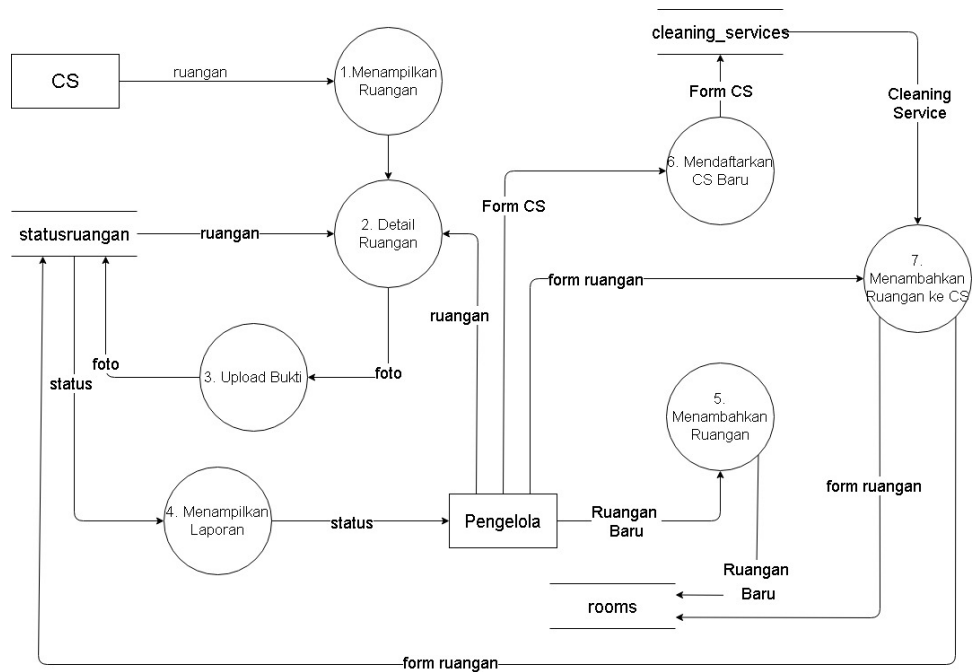 cleaning_services
CS
ruangan
1.Menampilkan
Ruangan
Form CS
Cleaning
Service
6. Mendaftarkan
CS Baru
Form CS
statusruangan
ruangan
2. Detail
Ruangan
7.
Menambahkan
Ruangan ke CS
form ruangan
ruangan
foto
status
3. Upload Bukti
foto
5.
Menambahkan
Ruangan
form ruangan
4. Menampilkan
Laporan
status
Pengelola
Ruangan
Baru
Ruangan
Baru
rooms
form ruangan